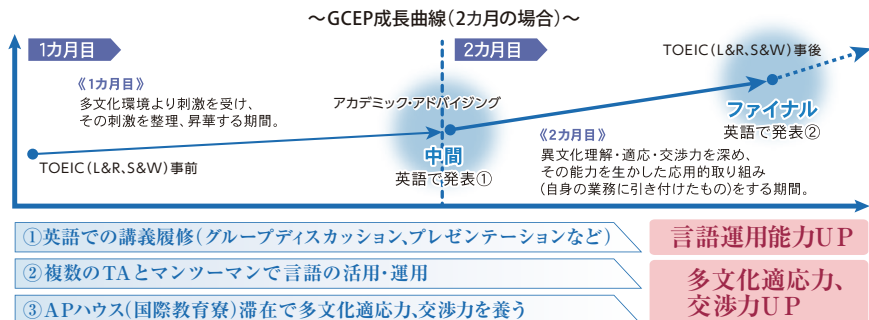 ～GCEP成長曲線（2カ月の場合）～
1カ月目
2カ月目
TOEIC（L&R、S&W）事後
《1カ月目》
多文化環境より刺激を受け、
その刺激を整理、昇華する期間。
アカデミック・アドバイジング
ファイナル
英語で発表②
《2カ月目》
異文化理解・適応・交渉力を深め、
その能力を生かした応用的取り組み
（自身の業務に引き付けたもの）をする期間。
中間
英語で発表①
TOEIC（L&R、S&W）事前
①英語での講義履修（グループディスカッション、プレゼンテーションなど）
言語運用能力UP
②複数のTAとマンツーマンで言語の活用・運用
③APハウス（国際教育寮）滞在で多文化適応力、交渉力を養う
多文化適応力、
交渉力UP